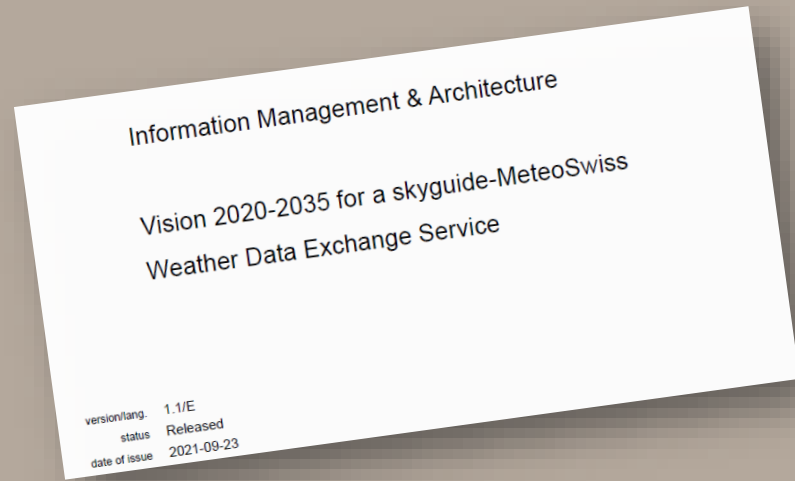 Information Management & Architecture
Vision 2020-2035 for a skyguide-MeteoSwiss
Weather Data Exchange Service
version/lang. 1.1/E
status Released
date of issue 2021-09-23